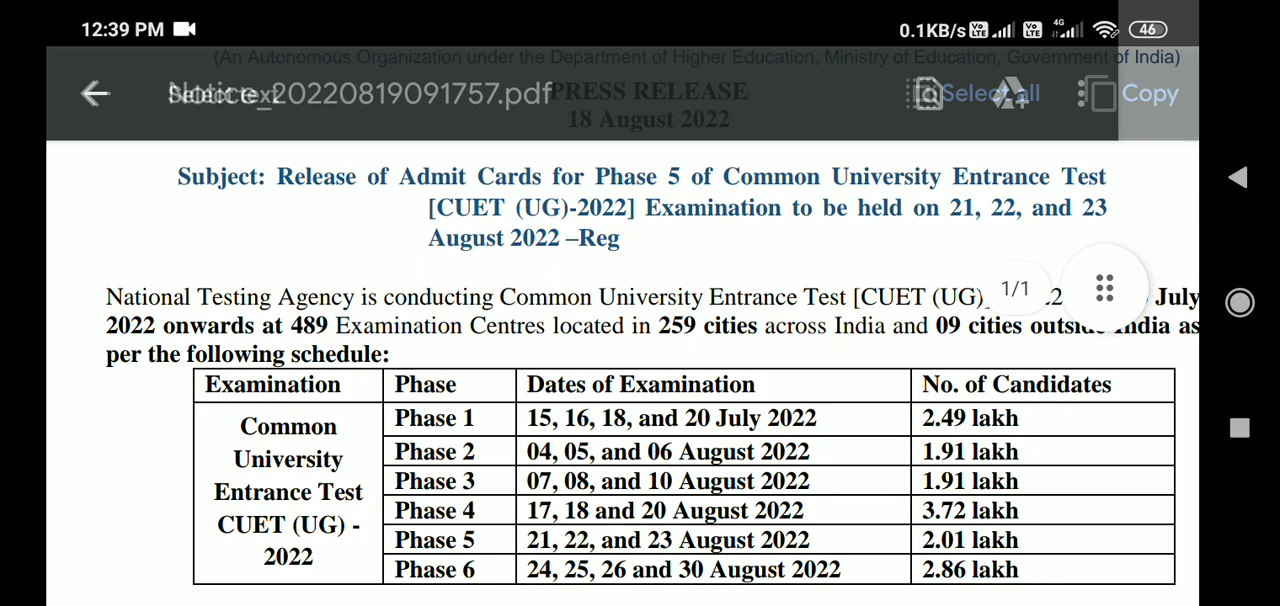 12:39 PM
0.1KB/s 4G 46
(An Autonomous Organization under the Department of Higher Education, Ministry of Education, Government of India)
Notice_20220819091757.pdf
Select text
Select all
Copy
PRESS RELEASE
18 August 2022
Subject: Release of Admit Cards for Phase 5 of Common University Entrance Test
[CUET (UG)-2022] Examination to be held on 21, 22, and 23
August 2022 –Reg
1/1
National Testing Agency is conducting Common University Entrance Test [CUET (UG) July
2022 onwards at 489 Examination Centres located in 259 cities across India and 09 cities outside India as
per the following schedule:
Examination Phase Dates of Examination No. of Candidates
Common
University
Entrance Test
CUET (UG) -
2022
Phase 1 15, 16, 18, and 20 July 2022 2.49 lakh
Phase 2 04, 05, and 06 August 2022 1.91 lakh
Phase 3 07, 08, and 10 August 2022 1.91 lakh
Phase 4 17, 18 and 20 August 2022 3.72 lakh
Phase 5 21, 22, and 23 August 2022 2.01 lakh
Phase 6 24, 25, 26 and 30 August 2022 2.86 lakh